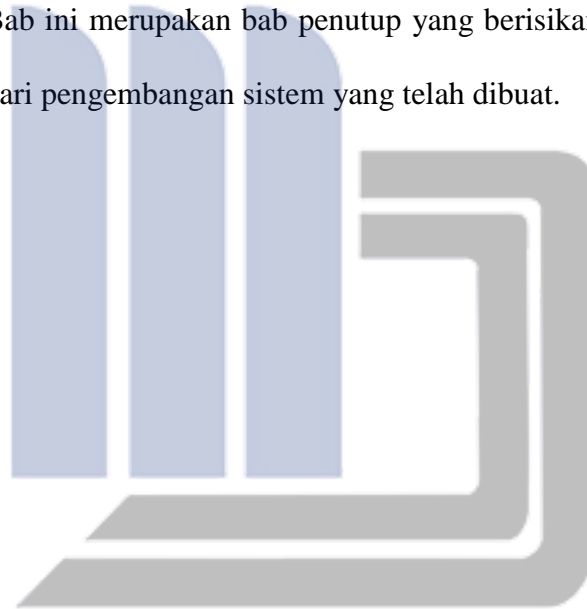 Bab ini merupakan bab penutup yang berisikan
ari pengembangan sistem yang telah dibuat.